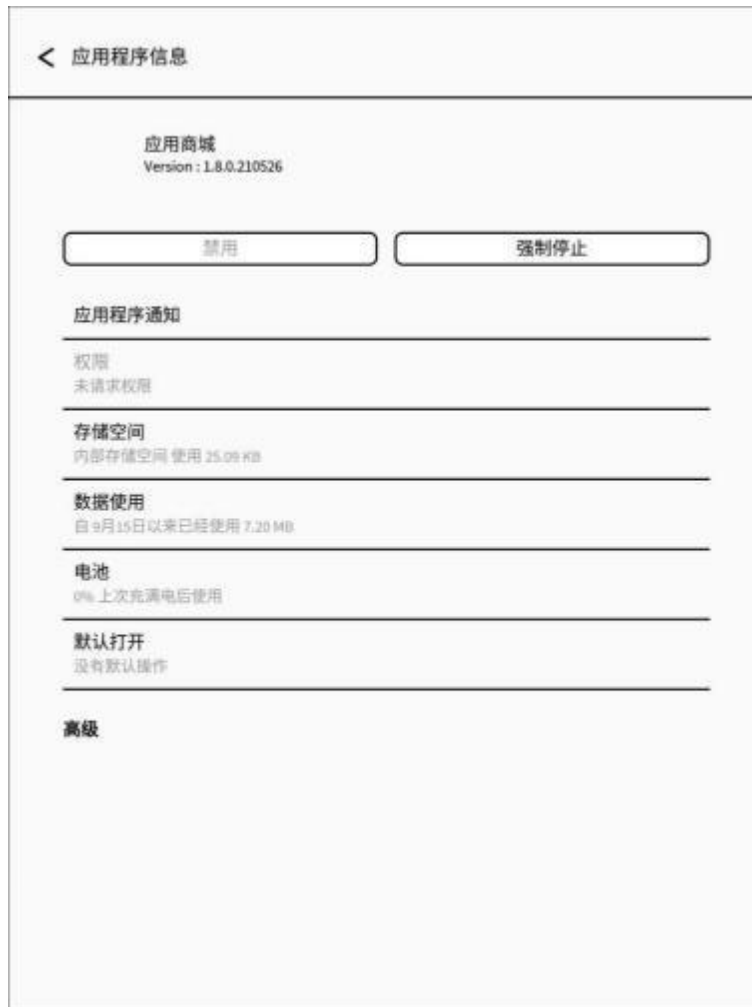 应用程序信息
应用商城
Version : 1.8.0.210526
禁用
强制停止
应用程序通知
权限
未请求权限
存储空间
内部存储空间 使用 25.09 KB
数据使用
自 9月15日以来已经使用 7.20 MB
电池
0% 上次充满电后使用
默认打开
没有默认操作
高级